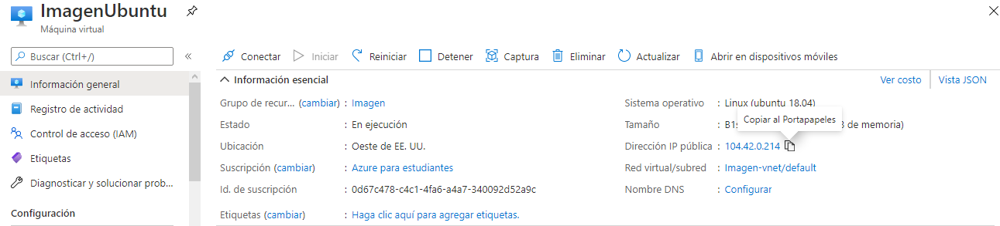 ImagenUbuntu
Máquina virtual
Buscar (Ctrl+/)
«
Conectar Iniciar Reiniciar Detener Captura Eliminar Actualizar Abrir en dispositivos móviles
Información general
Registro de actividad
Control de acceso (IAM)
Etiquetas
Diagnosticar y solucionar prob...
Configuración
Información esencial Ver costo Vista JSON
Grupo de recur... (cambiar) : Imagen
Estado : En ejecución
Ubicación : Oeste de EE. UU.
Suscripción (cambiar) : Azure para estudiantes
Id. de suscripción : 0d67c478-c4c1-4fa6-a4a7-340092d52a9c
Etiquetas (cambiar) : Haga clic aquí para agregar etiquetas.
Sistema operativo : Linux (ubuntu 18.04)
Copiar al Portapapeles
Tamaño : de memoria)
Dirección IP pública : 104.42.0.214
Red virtual/subred : Imagen-vnet/default
Nombre DNS : Configurar